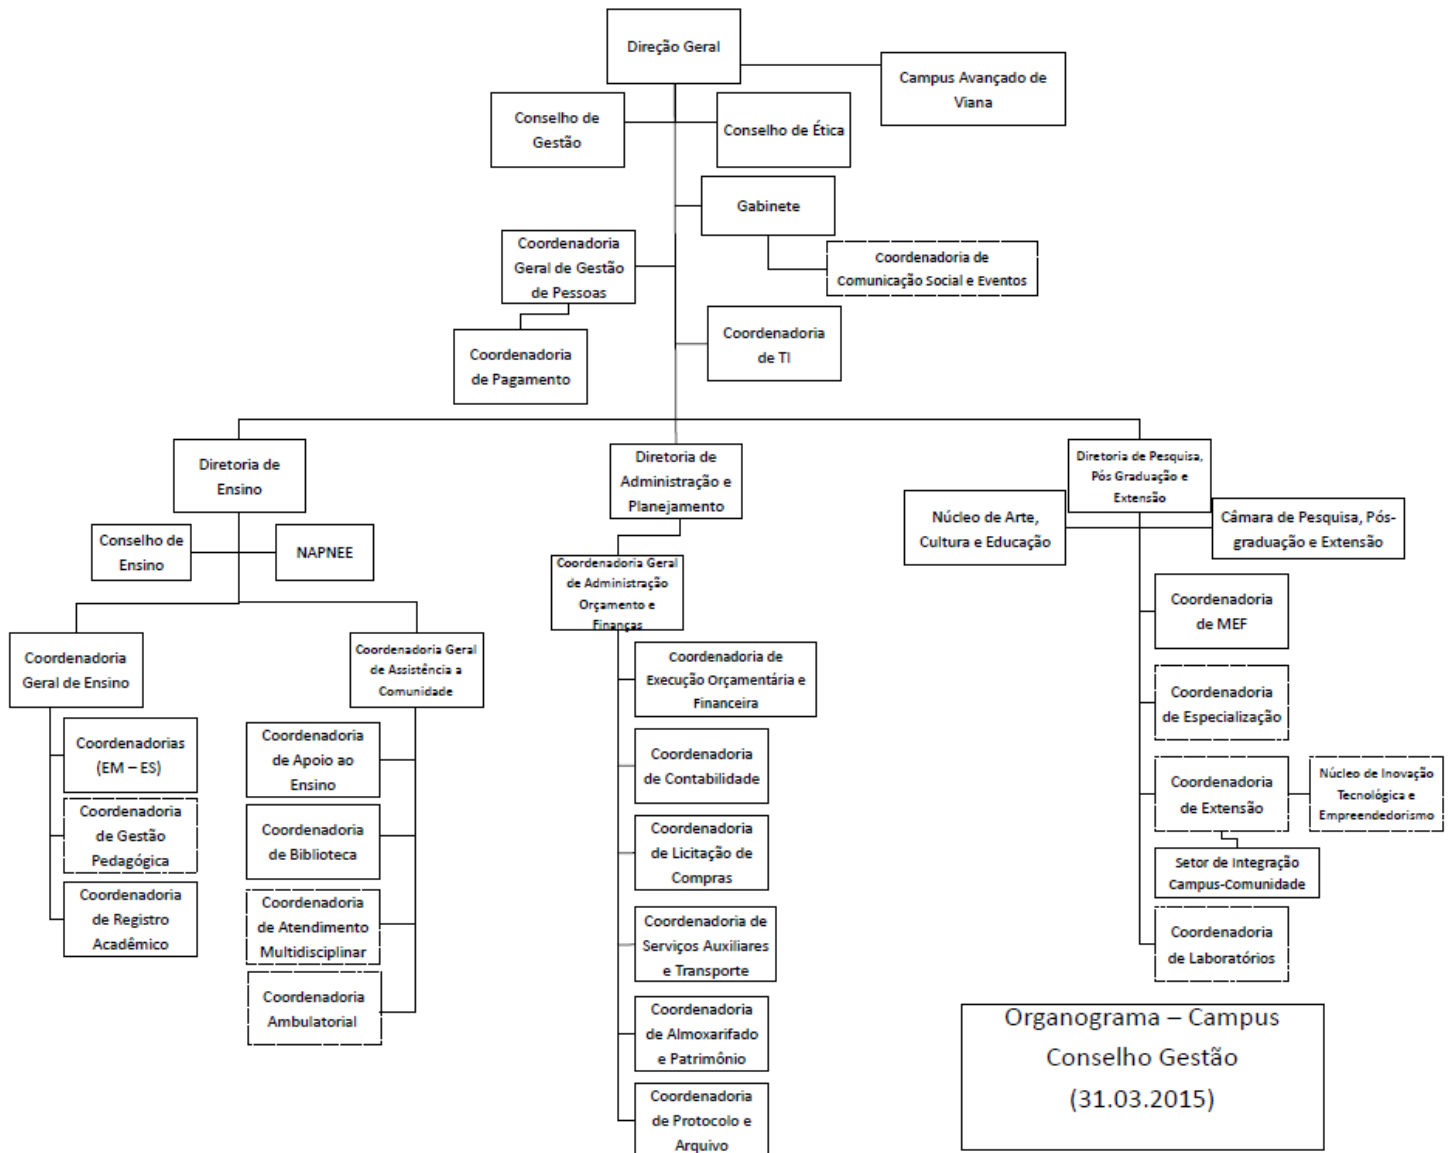 Direção Geral
Campus Avançado de
Viana
Conselho de
Gestão
Conselho de Ética
Gabinete
Coordenadoria
Geral de Gestão
de Pessoas
Coordenadoria de
Comunicação Social e Eventos
Coordenadoria
de Pagamento
Coordenadoria
de TI
Diretoria de
Ensino
Diretoria de
Administração e
Planejamento
Diretoria de Pesquisa,
Pós Graduação e
Extensão
Conselho de
Ensino
NAPNEE
Núcleo de Arte,
Cultura e Educação
Câmara de Pesquisa, Pós-
graduação e Extensão
Coordenadoria
Geral de Ensino
Coordenadoria Geral
de Assistência a
Comunidade
Coordenadoria Geral
de Administração
Orçamento e
Finanças
Coordenadorias
(EM – ES)
Coordenadoria
de Gestão
Pedagógica
Coordenadoria
de Registro
Acadêmico
Coordenadoria
de Apoio ao
Ensino
Coordenadoria
de Biblioteca
Coordenadoria
de Atendimento
Multidisciplinar
Coordenadoria
Ambulatorial
Coordenadoria de
Execução Orçamentária e
Financeira
Coordenadoria
de Contabilidade
Coordenadoria
de Licitação de
Compras
Coordenadoria de
Serviços Auxiliares
e Transporte
Coordenadoria
de Almoxarifado
e Patrimônio
Coordenadoria
de Protocolo e
Arquivo
Coordenadoria
de MEF
Coordenadoria
de Especialização
Coordenadoria
de Extensão
Núcleo de Inovação
Tecnológica e
Empreendedorismo
Setor de Integração
Campus-Comunidade
Coordenadoria
de Laboratórios
Organograma – Campus
Conselho Gestão
(31.03.2015)